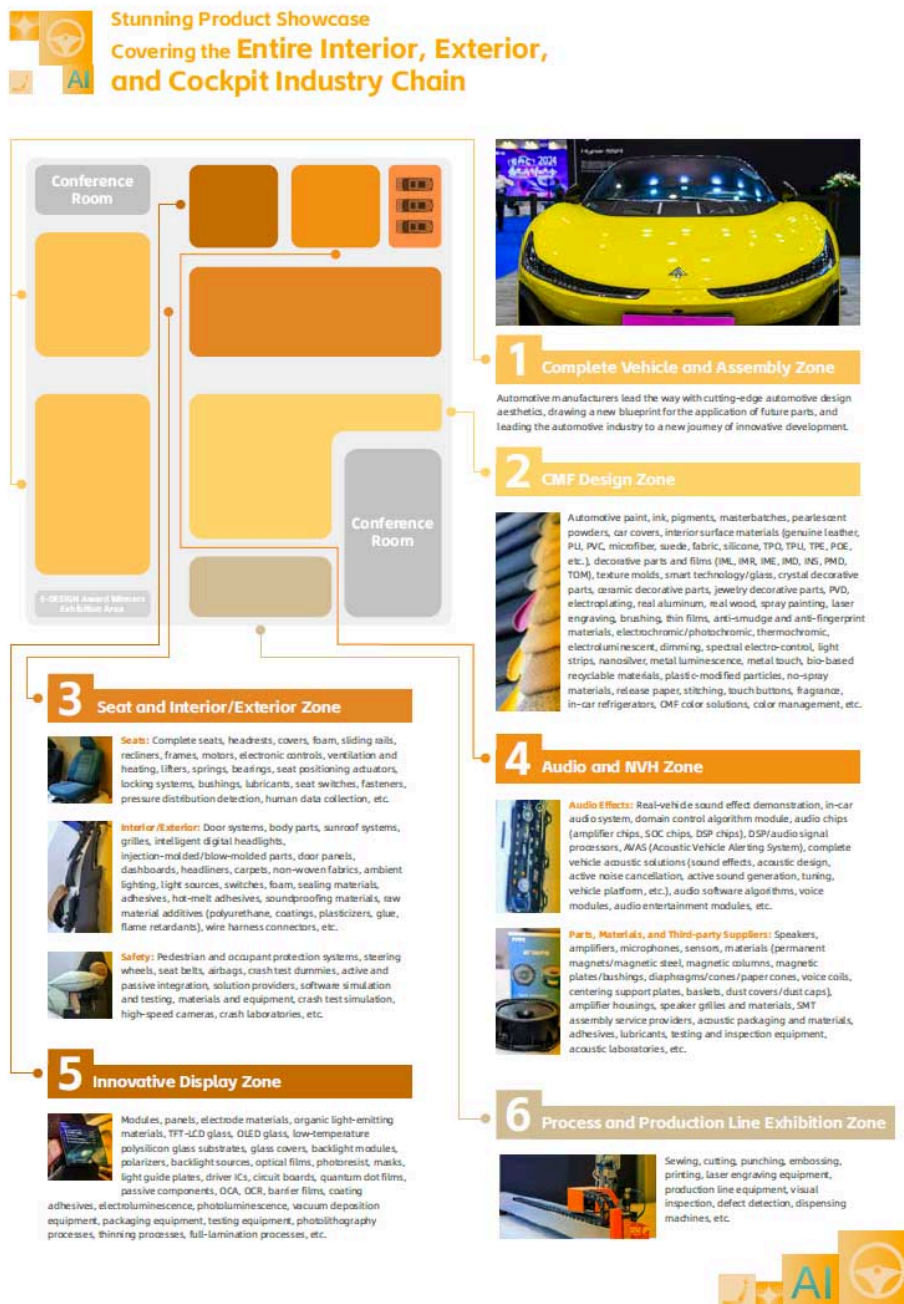 Stunning Product Showcase
Covering the Entire Interior, Exterior,
and Cockpit Industry Chain
AI
Conference
Room
Conference
Room
Exhibition Area
2024
1 Complete Vehicle and Assembly Zone
Automotive manufacturers lead the way with cutting-edge automotive design
aesthetics, drawing a new blueprint for the application of future parts, and
leading the automotive industry to a new journey of innovative development.
2 CMF Design Zone
Automotive paint, ink, pigments, masterbatches, pearlescent
powders, car covers, interior surface materials (genuine leather,
PU, PVC, microfiber, suede, fabric, silicone, TPO, TPU, TPE, POE,
etc.), decorative parts and films (IML, IMR, IME, IMD, INS, PMD,
TOM), texture molds, smart technology/glass, crystal decorative
parts, ceramic decorative parts, jewelry decorative parts, PVD,
electroplating, real aluminum, real wood, spray painting, laser
engraving, brushing, thin films, anti-smudge and anti-fingerprint
materials, electrochromic/photochromic, thermochromic,
electroluminescent, dimming, spectral electro-control, light
strips, nanosilver, metal luminescence, metal touch, bio-based
recyclable materials, plastic-modified particles, no-spray
materials, release paper, stitching, touch buttons, fragrance,
in-car refrigerators, CMF color solutions, color management, etc.
3 Seat and Interior/Exterior Zone
Seats: Complete seats, headrests, covers, foam, sliding rails,
recliners, frames, motors, electronic controls, ventilation and
heating, lifters, springs, bearings, seat positioning actuators,
locking systems, bushings, lubricants, seat switches, fasteners,
pressure distribution detection, human data collection, etc.
Interior/Exterior: Door systems, body parts, sunroof systems,
grilles, intelligent digital headlights,
injection-molded/blow-molded parts, door panels,
dashboards, headliners, carpets, non-woven fabrics, ambient
lighting, light sources, switches, foam, sealing materials,
adhesives, hot-melt adhesives, soundproofing materials, raw
material additives (polyurethane, coatings, plasticizers, glue,
flame retardants), wire harness connectors, etc.
Safety: Pedestrian and occupant protection systems, steering
wheels, seat belts, airbags, crash test dummies, active and
passive integration, solution providers, software simulation
and testing, materials and equipment, crash test simulation,
high-speed cameras, crash laboratories, etc.
4 Audio and NVH Zone
Audio Effects: Real-vehicle sound effect demonstration, in-car
audio system, domain control algorithm module, audio chips
(amplifier chips, SOC chips, DSP chips), DSP/audio signal
processors, AVAS (Acoustic Vehicle Alerting System), complete
vehicle acoustic solutions (sound effects, acoustic design,
active noise cancellation, active sound generation, tuning,
vehicle platform, etc.), audio software algorithms, voice
modules, audio entertainment modules, etc.
Parts, Materials, and Third-party Suppliers: Speakers,
amplifiers, microphones, sensors, materials (permanent
magnets/magnetic steel, magnetic columns, magnetic
plates/bushings, diaphragms/cones/paper cones, voice coils,
centering support plates, baskets, dust covers/dust caps),
amplifier housings, speaker grilles and materials, SMT
assembly service providers, acoustic packaging and materials,
adhesives, lubricants, testing and inspection equipment,
acoustic laboratories, etc.
5 Innovative Display Zone
Modules, panels, electrode materials, organic light-emitting
materials, TFT-LCD glass, OLED glass, low-temperature
polysilicon glass substrates, glass covers, backlight modules,
polarizers, backlight sources, optical films, photoresist, masks,
light guide plates, driver ICs, circuit boards, quantum dot films,
passive components, OCA, OCR, barrier films, coating
adhesives, electroluminescence, photoluminescence, vacuum deposition
equipment, packaging equipment, testing equipment, photolithography
processes, thinning processes, full-lamination processes, etc.
6 Process and Production Line Exhibition Zone
Sewing, cutting, punching, embossing,
printing, laser engraving equipment,
production line equipment, visual
inspection, defect detection, dispensing
machines, etc.
AI